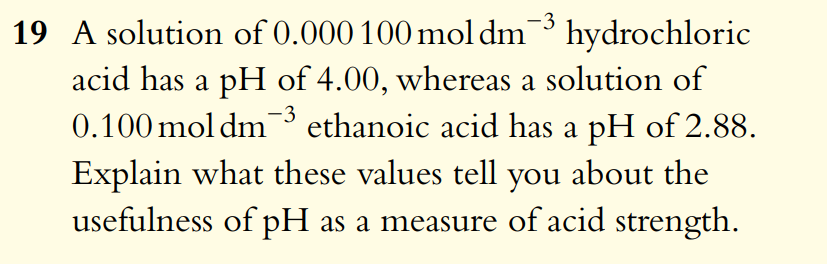 19 A solution of 0.000 100 mol dm⁻³ hydrochloric
acid has a pH of 4.00, whereas a solution of
0.100 mol dm⁻³ ethanoic acid has a pH of 2.88.
Explain what these values tell you about the
usefulness of pH as a measure of acid strength.